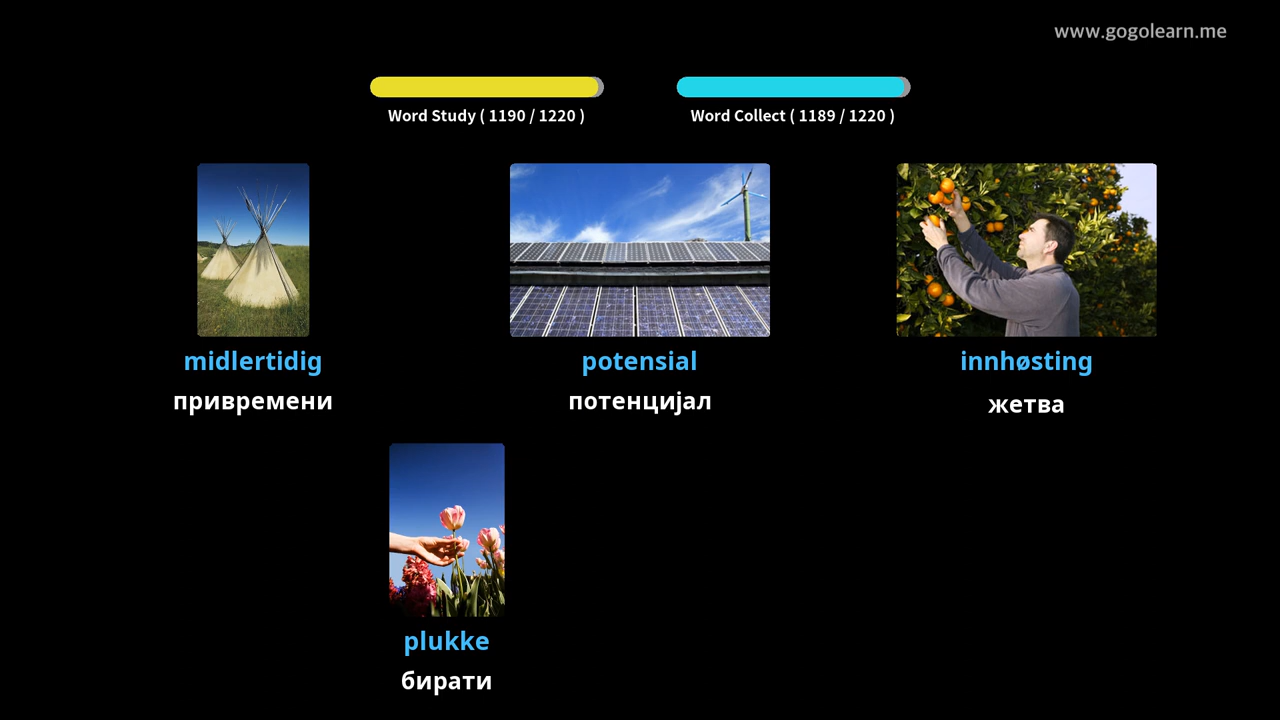 www.gogolearn.me
Word Study ( 1190 / 1220 )
Word Collect ( 1189 / 1220 )
midlertidig
привремени
potensial
потенцијал
innhøsting
жетва
plukke
бирати